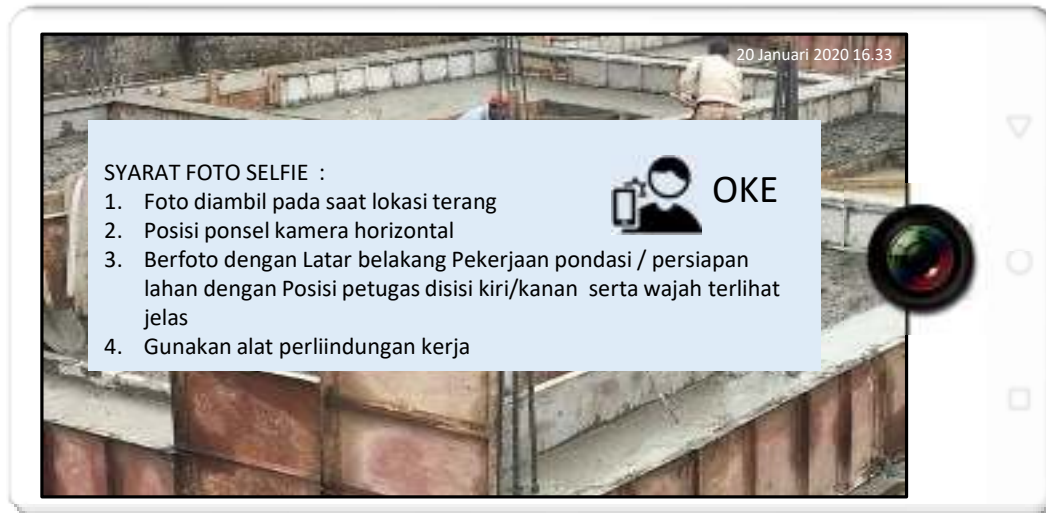 20 Januari 2020 16.33
SYARAT FOTO SELFIE :
OKE
1. Foto diambil pada saat lokasi terang
2. Posisi ponsel kamera horizontal
3. Berfoto dengan Latar belakang Pekerjaan pondasi / persiapan
lahan dengan Posisi petugas disisi kiri/kanan serta wajah terlihat
jelas
4. Gunakan alat perliindungan kerja